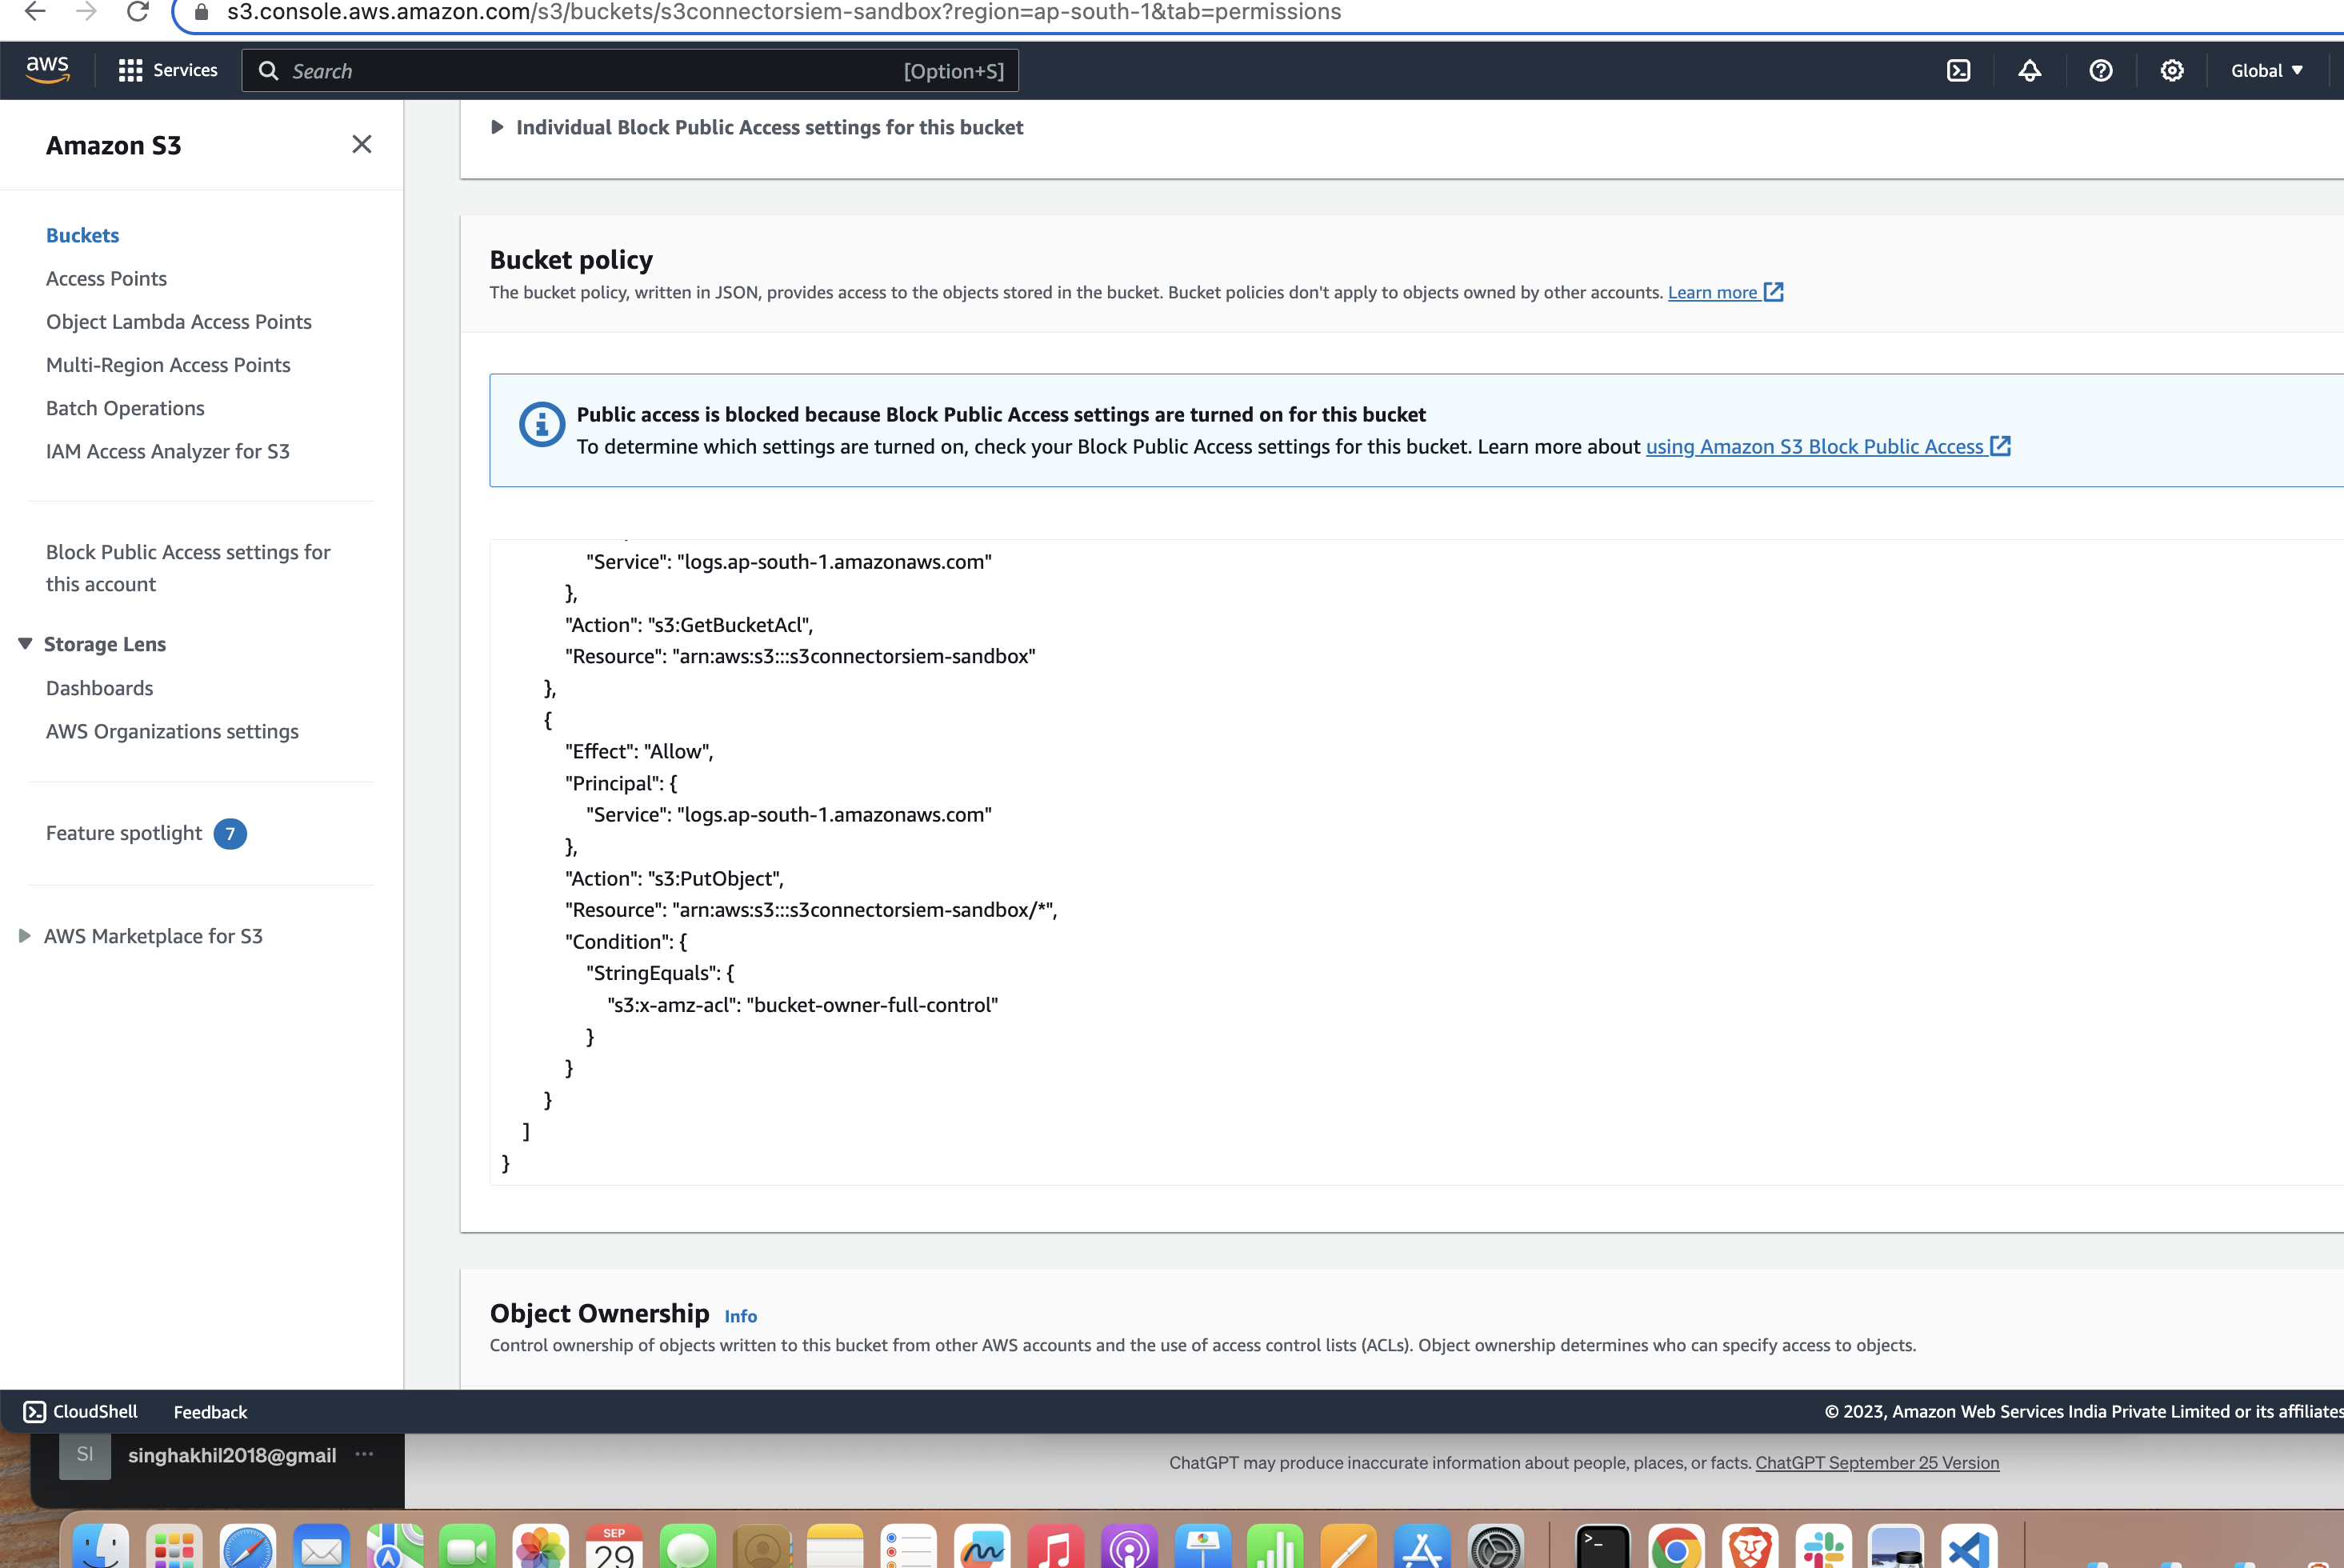 s3.console.aws.amazon.com/s3/buckets/s3connectorsiem-sandbox?region=ap-south-1&tab=permissions
aws
Services
Search
[Option+S]
Global
Amazon S3
Buckets
Access Points
Object Lambda Access Points
Multi-Region Access Points
Batch Operations
IAM Access Analyzer for S3
Block Public Access settings for
this account
Storage Lens
Dashboards
AWS Organizations settings
Feature spotlight 7
AWS Marketplace for S3
Individual Block Public Access settings for this bucket
Bucket policy
The bucket policy, written in JSON, provides access to the objects stored in the bucket. Bucket policies don't apply to objects owned by other accounts. Learn more
Public access is blocked because Block Public Access settings are turned on for this bucket
To determine which settings are turned on, check your Block Public Access settings for this bucket. Learn more about using Amazon S3 Block Public Access
"Service": "logs.ap-south-1.amazonaws.com"
},
"Action": "s3:GetBucketAcl",
"Resource": "arn:aws:s3:::s3connectorsiem-sandbox"
},
{
"Effect": "Allow",
"Principal": {
"Service": "logs.ap-south-1.amazonaws.com"
},
"Action": "s3:PutObject",
"Resource": "arn:aws:s3:::s3connectorsiem-sandbox/*",
"Condition": {
"StringEquals": {
"s3:x-amz-acl": "bucket-owner-full-control"
}
}
}
]
}
Object Ownership Info
Control ownership of objects written to this bucket from other AWS accounts and the use of access control lists (ACLs). Object ownership determines who can specify access to objects.
CloudShell
Feedback
© 2023, Amazon Web Services India Private Limited or its affiliates
SI
singhakhil2018@gmail ...
ChatGPT may produce inaccurate information about people, places, or facts. ChatGPT September 25 Version
SEP
29